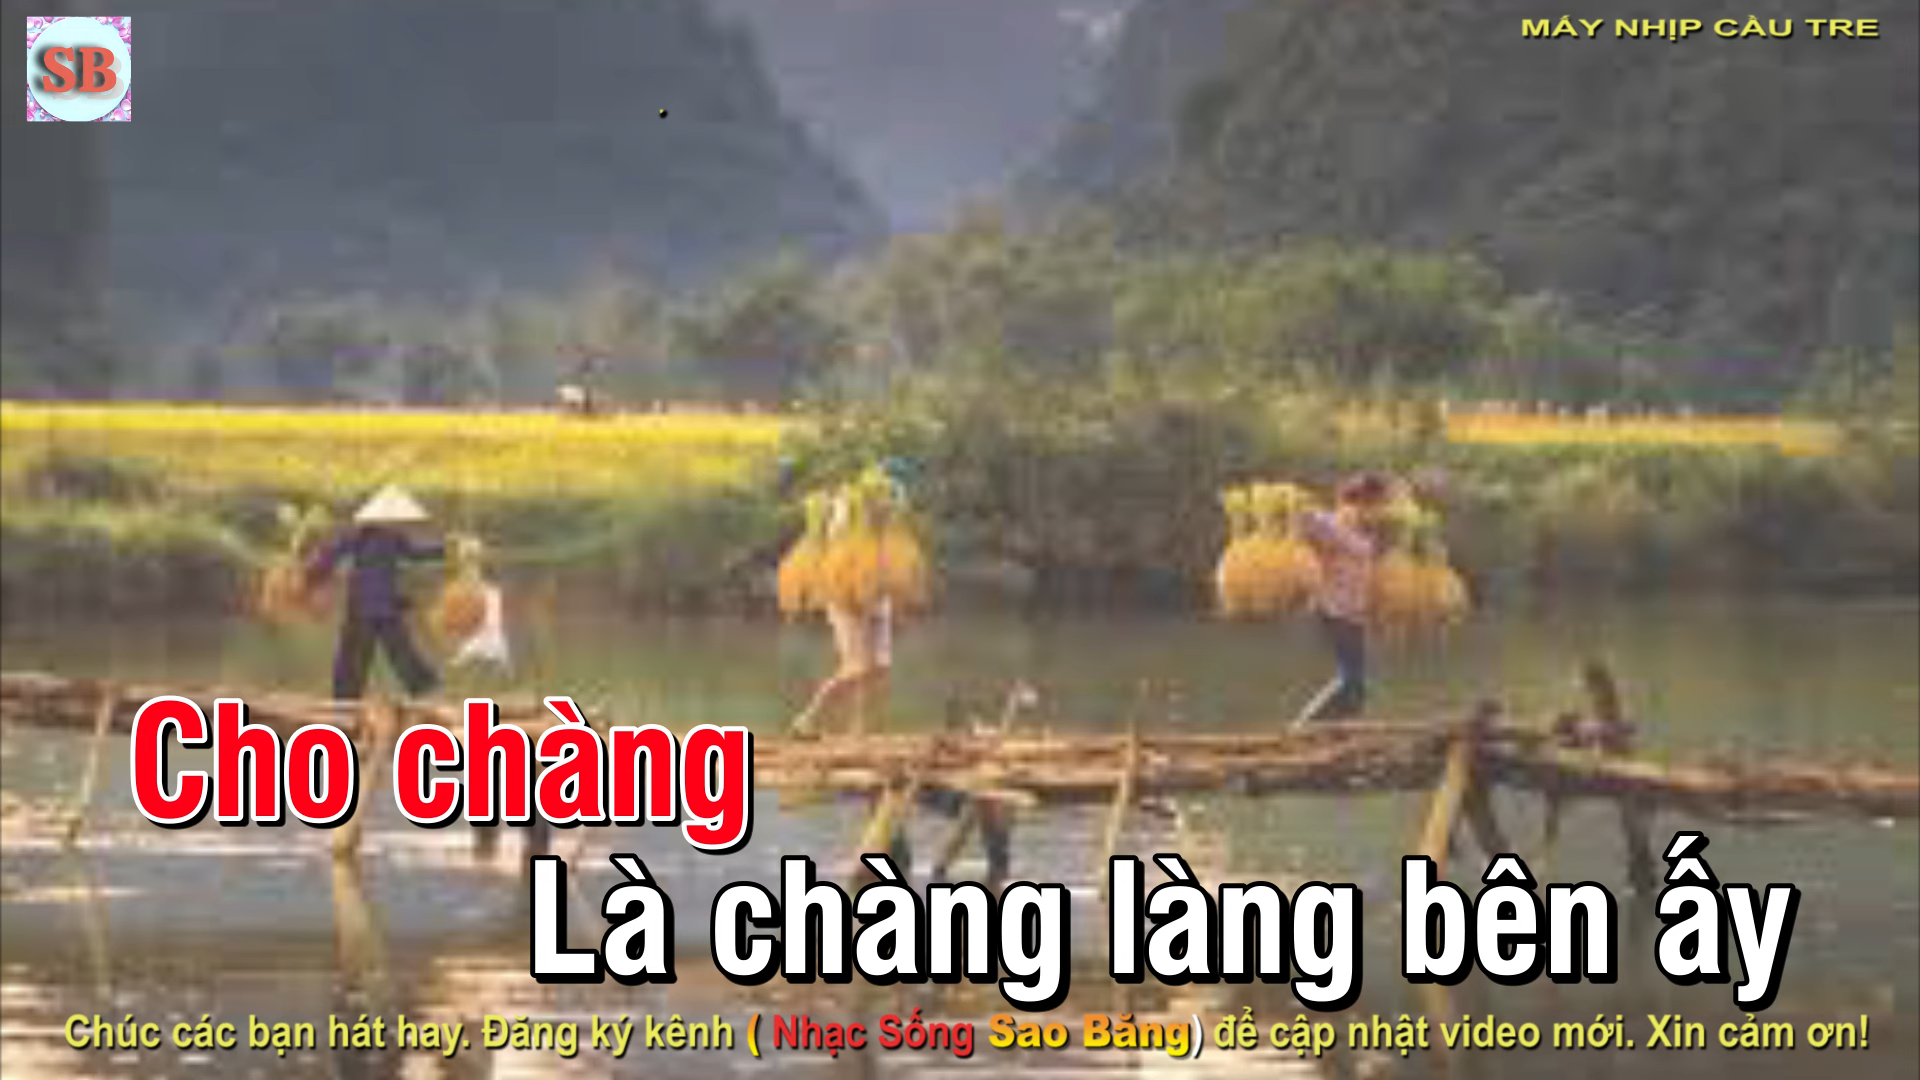 SB
MẤY NHỊP CẦU TRE
Cho chàng
Là chàng làng bên ấy
Chúc các bạn hát hay. Đăng ký kênh ( Nhạc Sống Sao Băng) để cập nhật video mới. Xin cảm ơn!